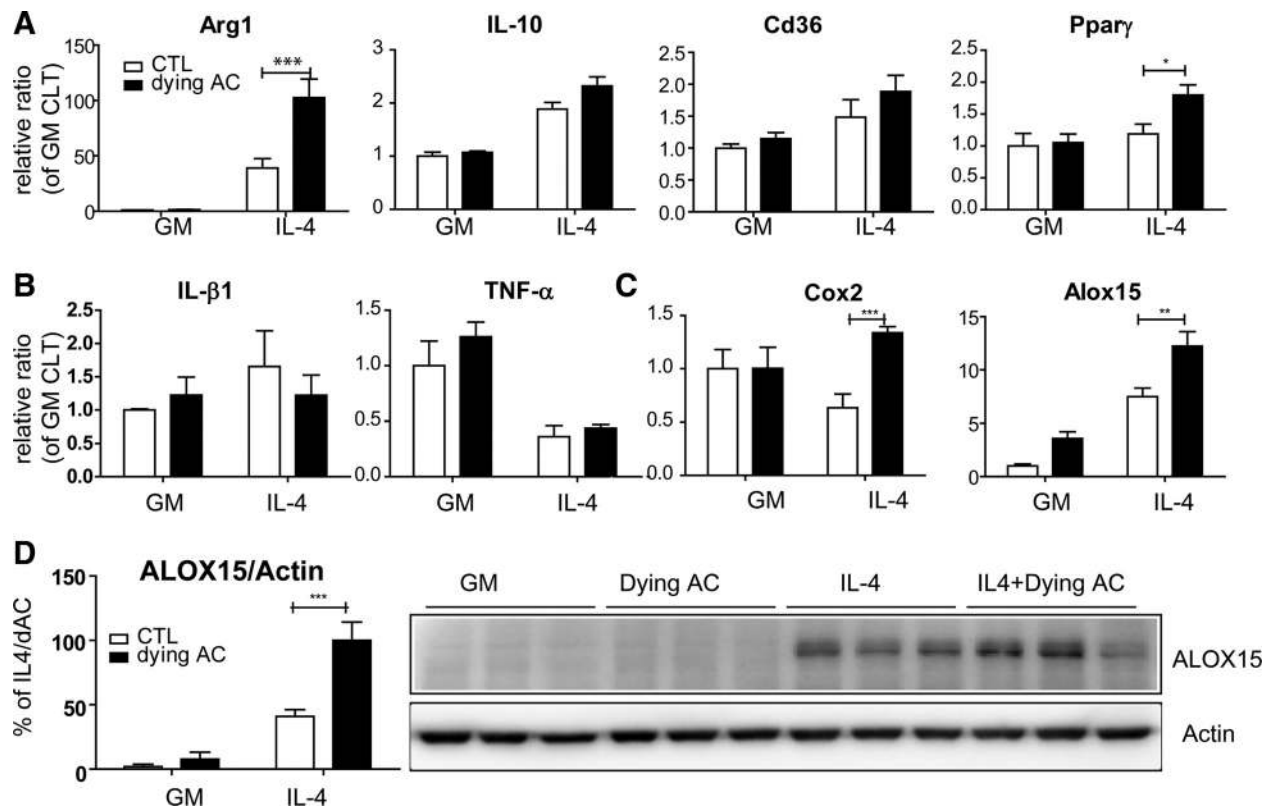 A
Arg1
IL-10
Cd36
Pparγ
relative ratio
(of GM CLT)
150
100
50
0
CTL
dying AC
***
GM
IL-4
3
2
1
0
GM
IL-4
2.5
2.0
1.5
1.0
0.5
0.0
GM
IL-4
2.5
2.0
1.5
1.0
0.5
0.0
*
GM
IL-4
B
IL-β1
TNF-α
C
Cox2
Alox15
relative ratio
(of GM CLT)
2.5
2.0
1.5
1.0
0.5
0.0
GM
IL-4
1.5
1.0
0.5
0.0
GM
IL-4
1.5
1.0
0.5
0.0
***
GM
IL-4
15
10
5
0
**
GM
IL-4
D
ALOX15/Actin
% of IL4/dAC
150
100
50
0
CTL
dying AC
***
GM
IL-4
GM
Dying AC
IL-4
IL4+Dying AC
ALOX15
Actin